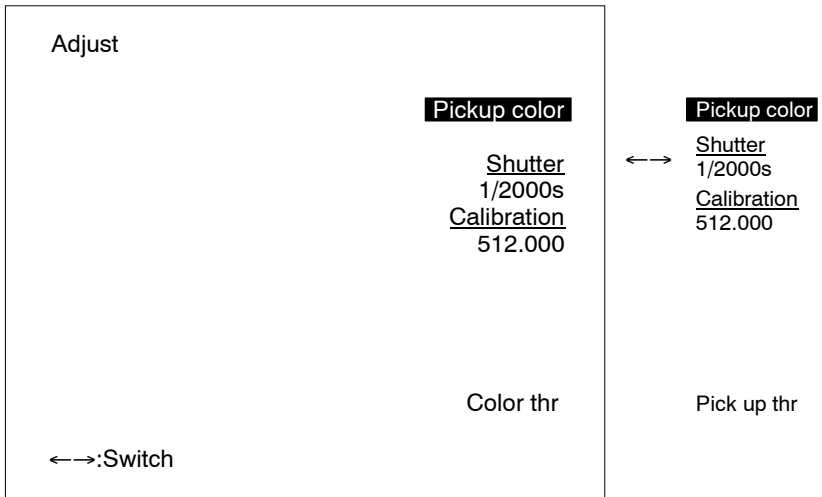 Adjust
Pickup color
Shutter
1/2000s
Calibration
512.000
Color thr
←→:Switch
←→
Pickup color
Shutter
1/2000s
Calibration
512.000
Pick up thr